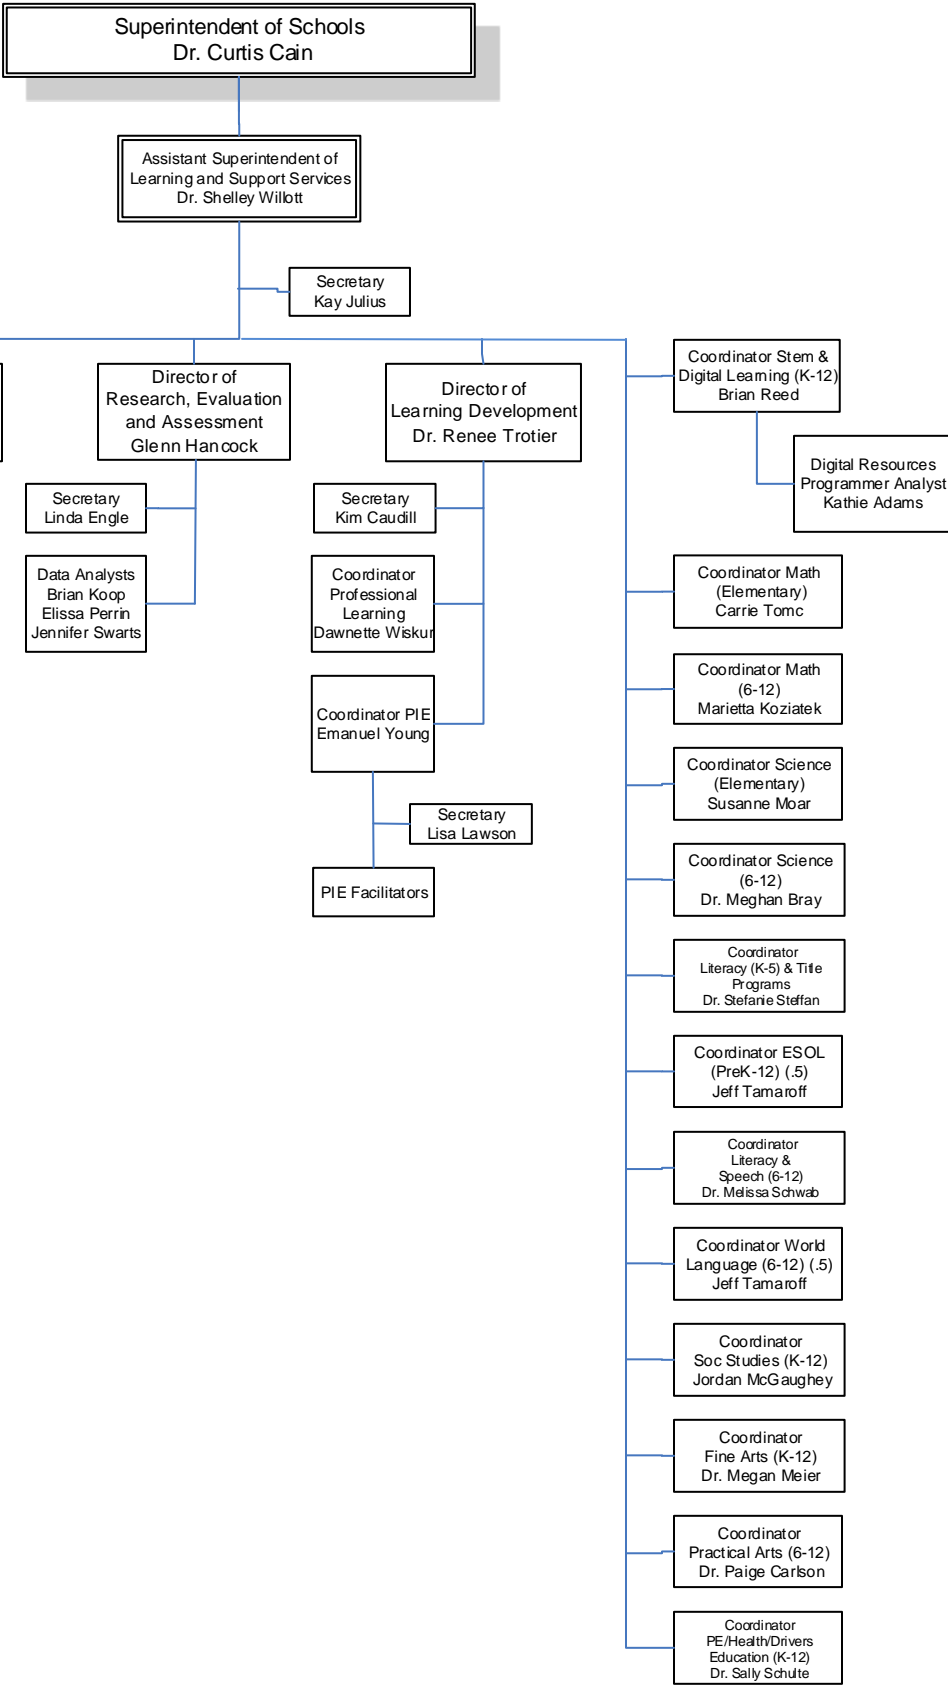 Superintendent of Schools
Dr. Curtis Cain
Assistant Superintendent of
Learning and Support Services
Dr. Shelley Willott
Secretary
Kay Julius
Director of
Research, Evaluation
and Assessment
Glenn Hancock
Secretary
Linda Engle
Data Analysts
Brian Koop
Elissa Perrin
Jennifer Swarts
Director of
Learning Development
Dr. Renee Trotier
Secretary
Kim Caudill
Coordinator
Professional
Learning
Dawnette Wiskur
Coordinator PIE
Emanuel Young
Secretary
Lisa Lawson
PIE Facilitators
Coordinator Stem &
Digital Learning (K-12)
Brian Reed
Digital Resources
Programmer Analyst
Kathie Adams
Coordinator Math
(Elementary)
Carrie Tomc
Coordinator Math
(6-12)
Marietta Koziatek
Coordinator Science
(Elementary)
Susanne Moar
Coordinator Science
(6-12)
Dr. Meghan Bray
Coordinator
Literacy (K-5) & Title
Programs
Dr. Stefanie Steffan
Coordinator ESOL
(PreK-12) (.5)
Jeff Tamaroff
Coordinator
Literacy &
Speech (6-12)
Dr. Melissa Schwab
Coordinator World
Language (6-12) (.5)
Jeff Tamaroff
Coordinator
Soc Studies (K-12)
Jordan McGaughey
Coordinator
Fine Arts (K-12)
Dr. Megan Meier
Coordinator
Practical Arts (6-12)
Dr. Paige Carlson
Coordinator
PE/Health/Drivers
Education (K-12)
Dr. Sally Schulte